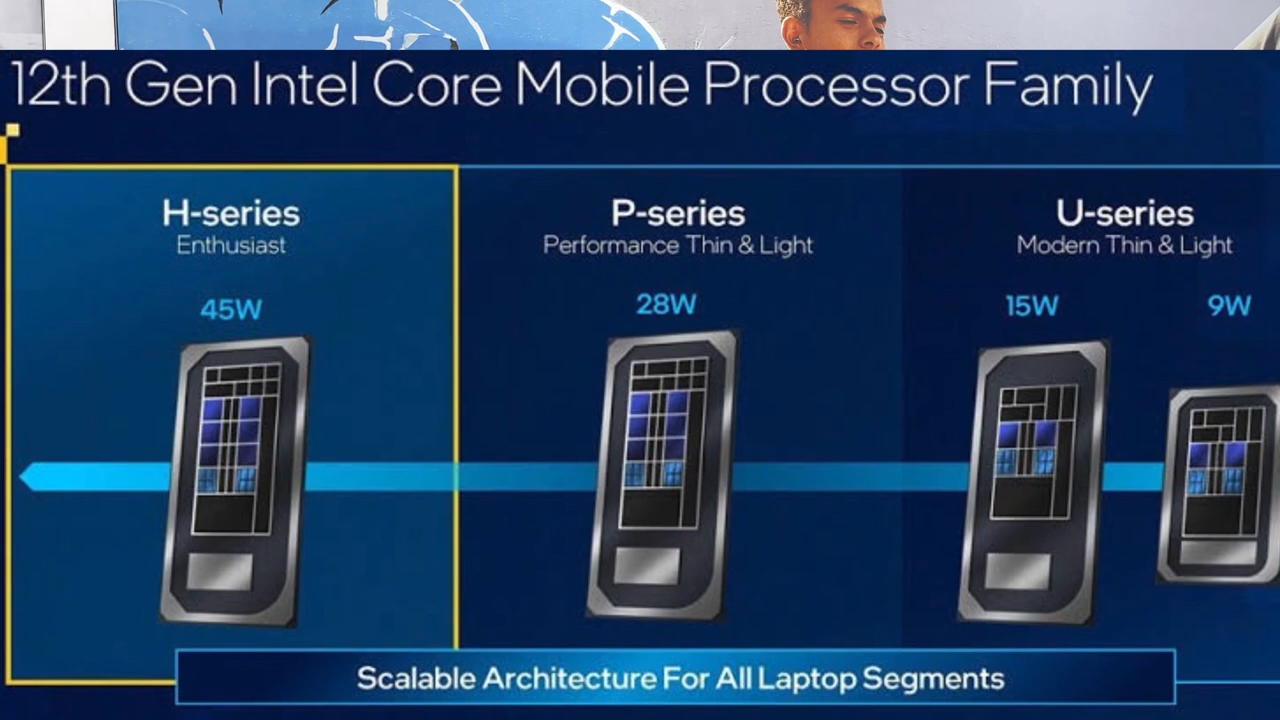 12th Gen Intel Core Mobile Processor Family
H-series
Enthusiast
45W
P-series
Performance Thin & Light
28W
U-series
Modern Thin & Light
15W
9W
Scalable Architecture For All Laptop Segments